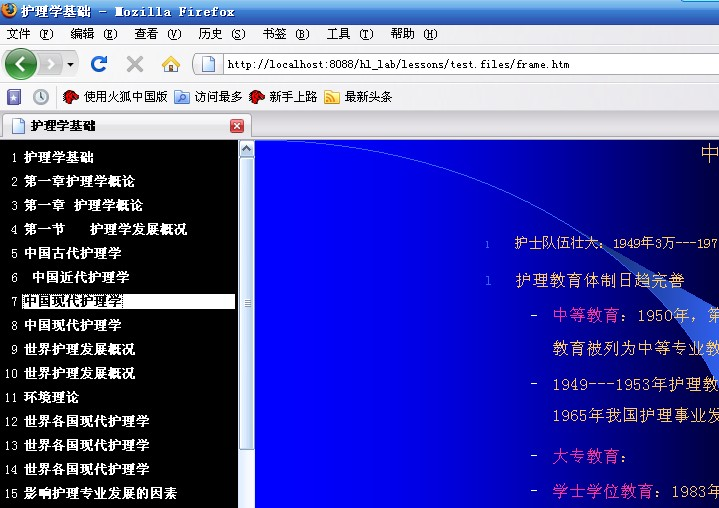 护理学基础 - Mozilla Firefox
文件 (F) 编辑 (E) 查看 (V) 历史 (S) 书签 (B) 工具 (T) 帮助 (H)
http://localhost:8088/hl_lab/lessons/test.files/frame.htm
使用火狐中国版 访问最多 新手上路 最新头条
护理学基础
1 护理学基础
2 第一章护理学概论
3 第一章 护理学概论
4 第一节 护理学发展概况
5 中国古代护理学
6 中国近代护理学
7 中国现代护理学
8 中国现代护理学
9 世界护理发展概况
10 世界护理发展概况
11 环境理论
12 世界各国现代护理学
13 世界各国现代护理学
14 世界各国现代护理学
15 影响护理专业发展的因素
中
l 护士队伍壮大：1949年3万---197
l 护理教育体制日趋完善
- 中等教育：1950年，第
教育被列为中等专业教
- 1949---1953年护理教
1965年我国护理事业发
- 大专教育：
- 学士学位教育：1983年